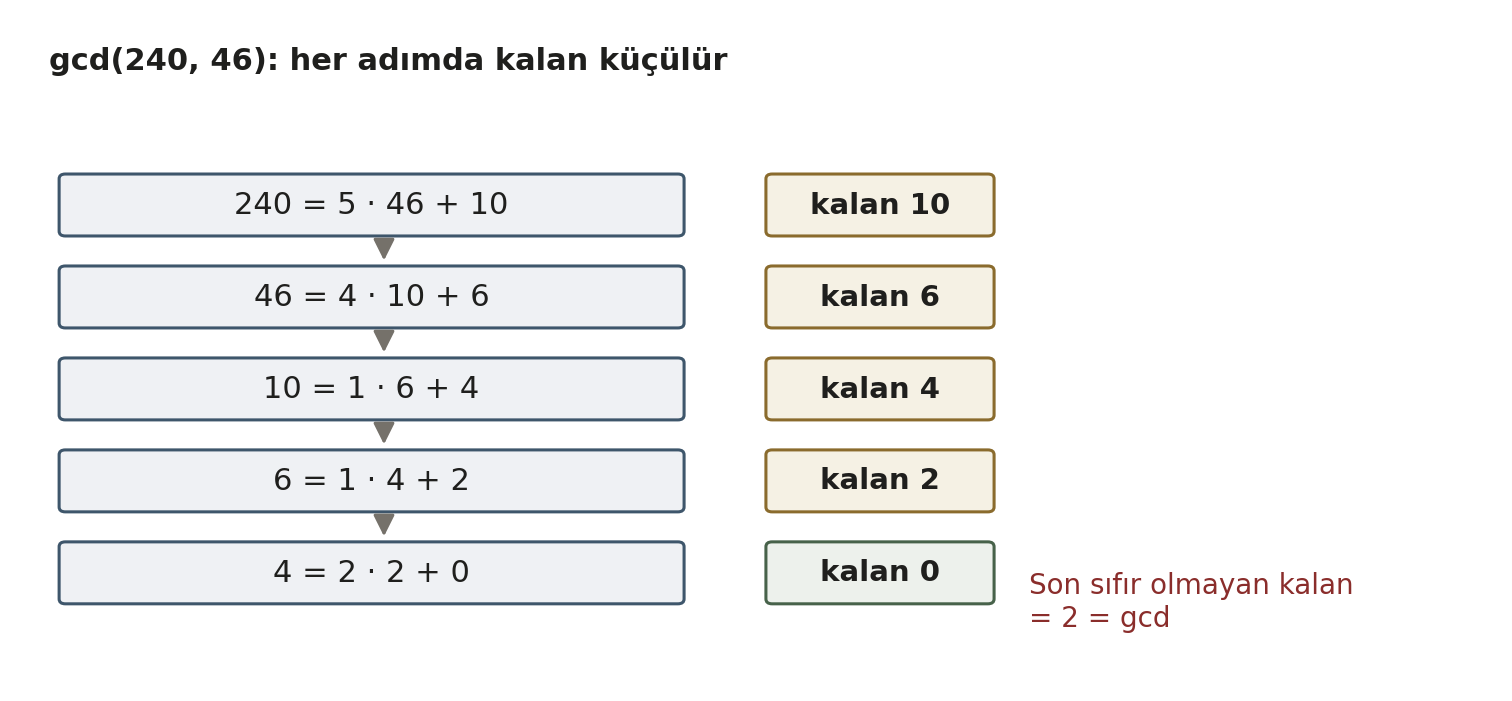 gcd(240, 46): her adımda kalan küçülür
240 = 5 · 46 + 10
kalan 10
46 = 4 · 10 + 6
kalan 6
10 = 1 · 6 + 4
kalan 4
6 = 1 · 4 + 2
kalan 2
4 = 2 · 2 + 0
kalan 0
Son sıfır olmayan kalan
= 2 = gcd